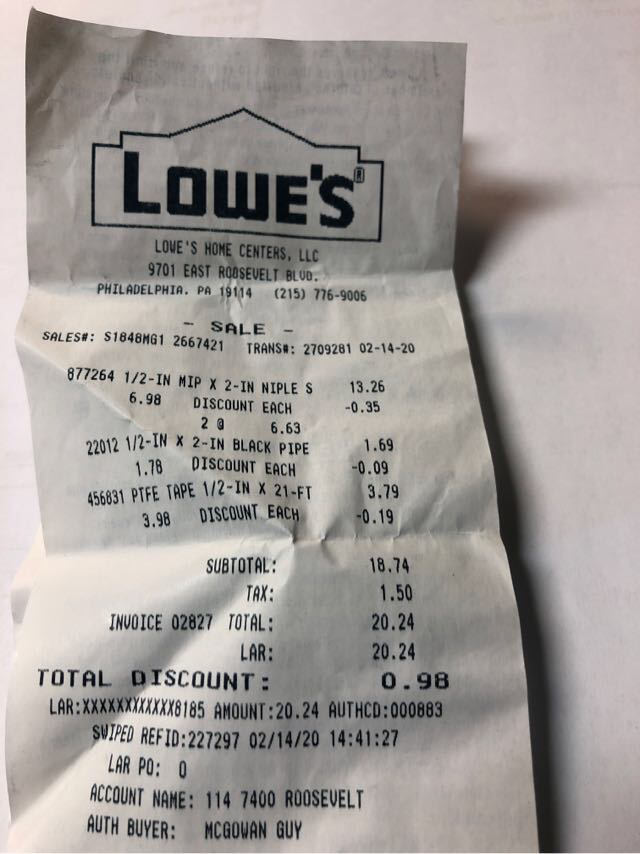 LOWE'S®
LOWE'S HOME CENTERS, LLC
9701 EAST ROOSEVELT BLVD.
PHILADELPHIA, PA 19114 (215) 776-9006
- SALE -
SALES#: S1848MG1 2667421 TRANS#: 2709281 02-14-20
877264 1/2-IN MIP X 2-IN NIPLE S 13.26
6.98 DISCOUNT EACH -0.35
2 @ 6.63
22012 1/2-IN X 2-IN BLACK PIPE 1.69
1.78 DISCOUNT EACH -0.09
456831 PTFE TAPE 1/2-IN X 21-FT 3.79
3.98 DISCOUNT EACH -0.19
SUBTOTAL: 18.74
TAX: 1.50
INVOICE 02827 TOTAL: 20.24
LAR: 20.24
TOTAL DISCOUNT: 0.98
LAR:XXXXXXXXXXXX8185 AMOUNT:20.24 AUTHCD:000883
SWIPED REFID:227297 02/14/20 14:41:27
LAR PO: 0
ACCOUNT NAME: 114 7400 ROOSEVELT
AUTH BUYER: MCGOWAN GUY